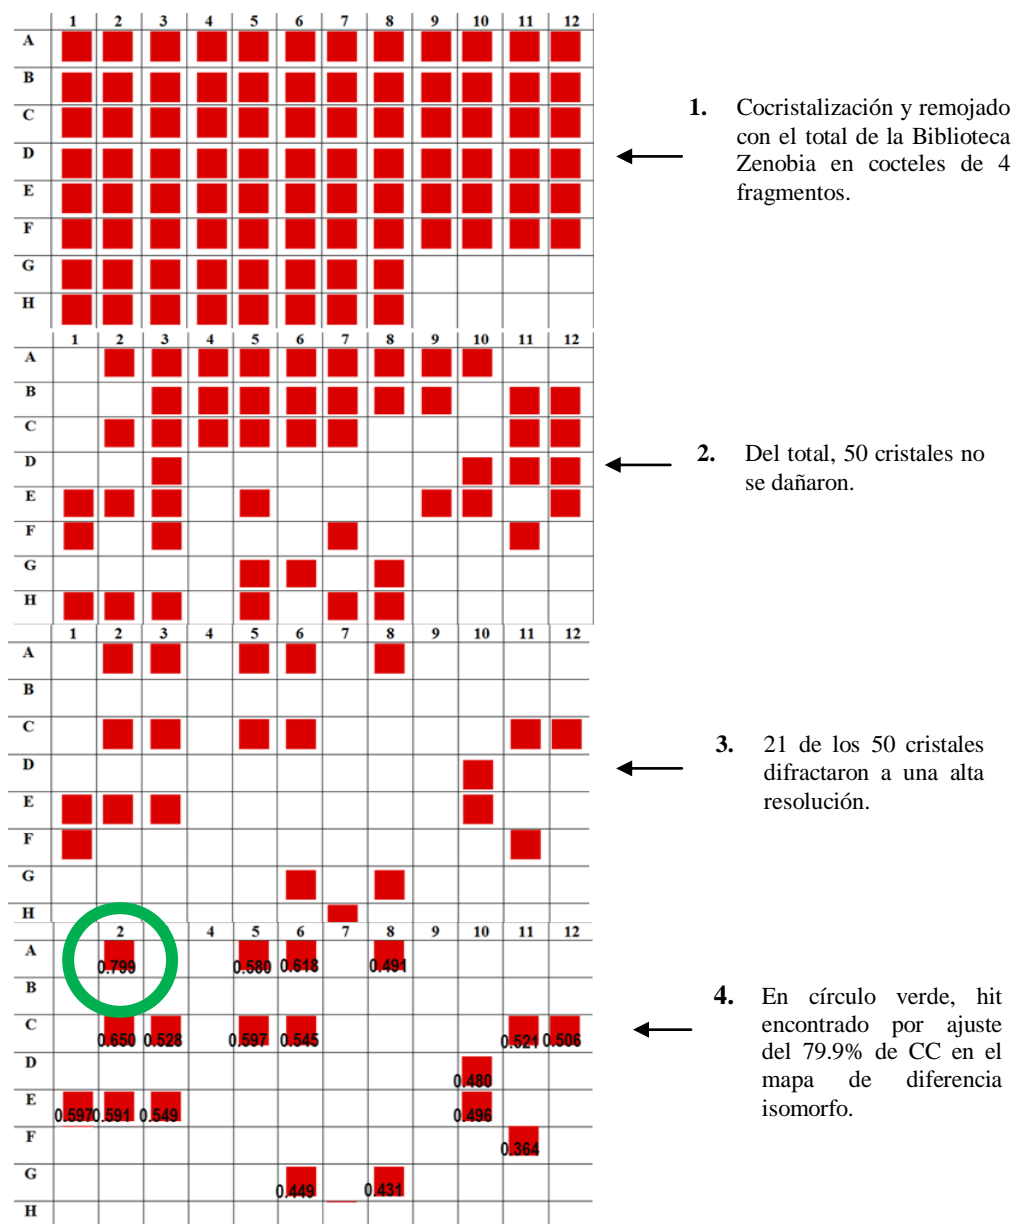 1 2 3 4 5 6 7 8 9 10 11 12
A
B
C
D
E
F
G
H
1. Cocristalización y remojado
con el total de la Biblioteca
Zenobia en cocteles de 4
fragmentos.
1 2 3 4 5 6 7 8 9 10 11 12
A
B
C
D
E
F
G
H
2. Del total, 50 cristales no
se dañaron.
1 2 3 4 5 6 7 8 9 10 11 12
A
B
C
D
E
F
G
H
3. 21 de los 50 cristales
difractaron a una alta
resolución.
2 4 5 6 7 8 9 10 11 12
A 0.799 0.580 0.618 0.491
B
C 0.650 0.528 0.597 0.545 0.521 0.506
D 0.480
E 0.597 0.591 0.549 0.496
F 0.364
G 0.449 0.431
H
4. En círculo verde, hit
encontrado por ajuste
del 79.9% de CC en el
mapa de diferencia
isomorfo.